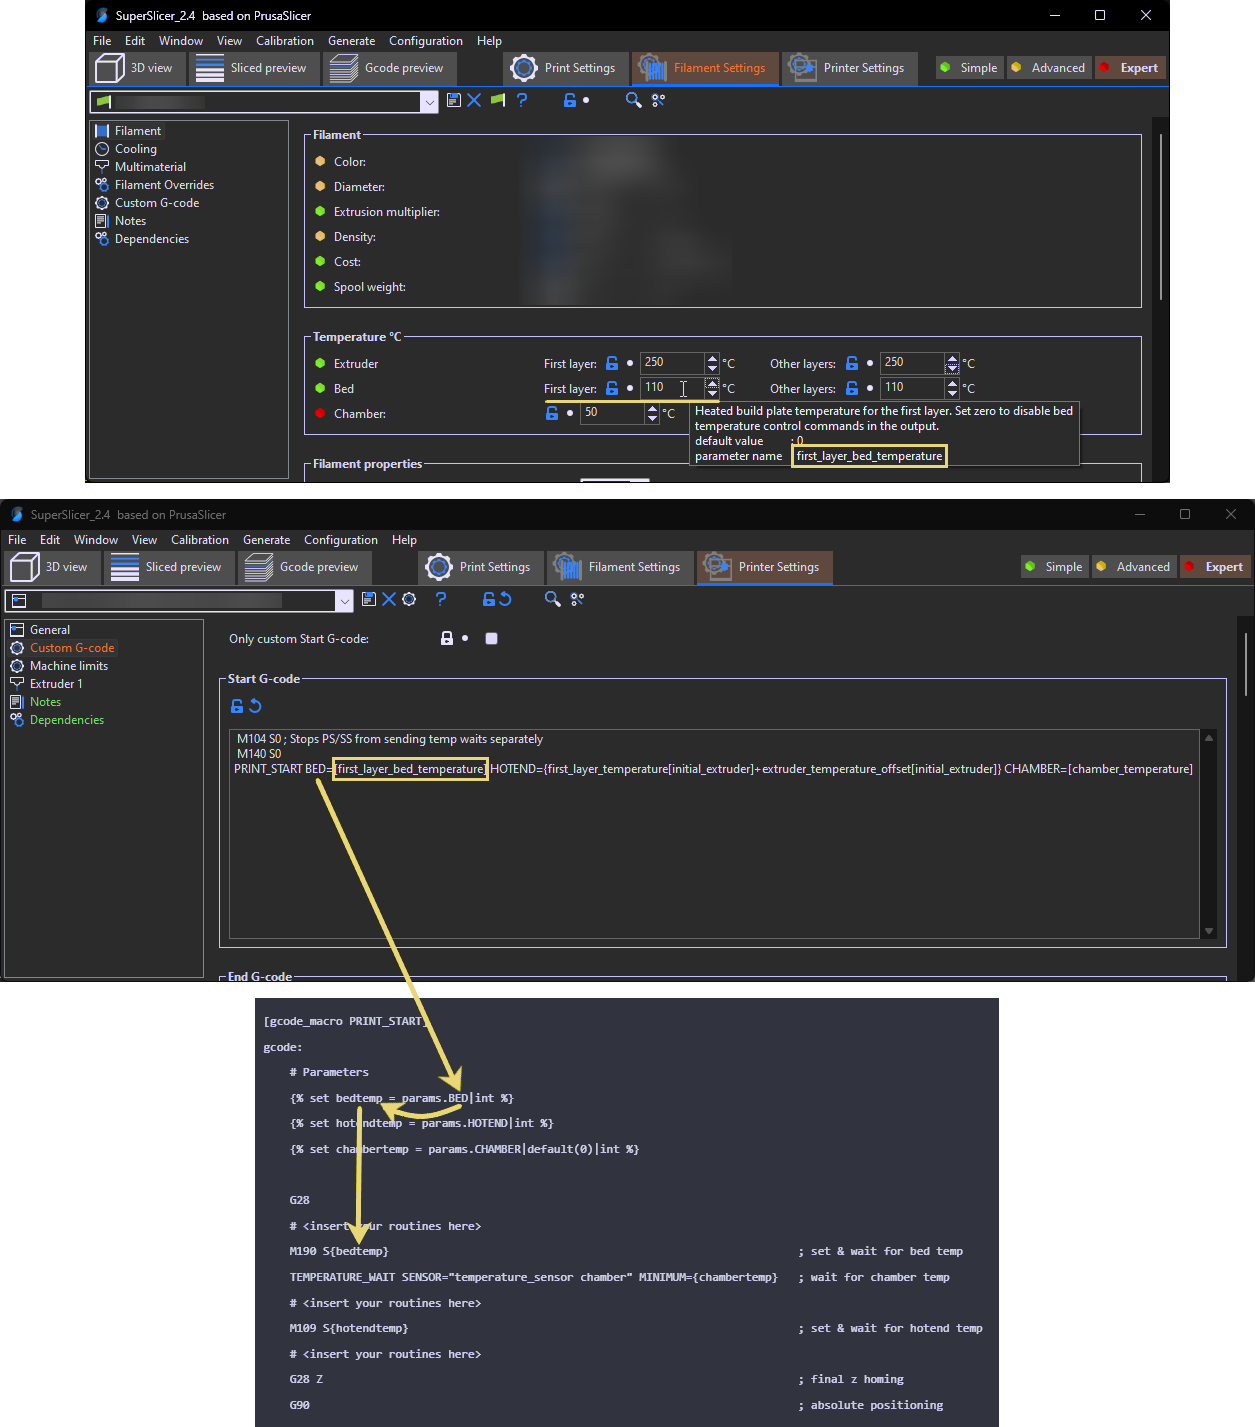 SuperSlicer_2.4 based on PrusaSlicer
File Edit Window View Calibration Generate Configuration Help
3D view Sliced preview Gcode preview Print Settings Filament Settings Printer Settings Simple Advanced Expert
Filament
Cooling
Multimaterial
Filament Overrides
Custom G-code
Notes
Dependencies
Filament
Color:
Diameter:
Extrusion multiplier:
Density:
Cost:
Spool weight:
Temperature °C
Extruder First layer: 250 °C Other layers: 250 °C
Bed First layer: 110 °C Other layers: 110 °C
Chamber: 50 °C
Heated build plate temperature for the first layer. Set zero to disable bed
temperature control commands in the output.
default value : 0
parameter name first_layer_bed_temperature
Filament properties
SuperSlicer_2.4 based on PrusaSlicer
File Edit Window View Calibration Generate Configuration Help
3D view Sliced preview Gcode preview Print Settings Filament Settings Printer Settings Simple Advanced Expert
General
Custom G-code
Machine limits
Extruder 1
Notes
Dependencies
Only custom Start G-code:
Start G-code
M104 S0 ; Stops PS/SS from sending temp waits separately
M140 S0
PRINT_START BED=[first_layer_bed_temperature] HOTEND={first_layer_temperature[initial_extruder]+extruder_temperature_offset[initial_extruder]} CHAMBER=[chamber_temperature]
End G-code
[gcode_macro PRINT_START]
gcode:
# Parameters
{% set bedtemp = params.BED|int %}
{% set hotendtemp = params.HOTEND|int %}
{% set chambertemp = params.CHAMBER|default(0)|int %}
G28
# <insert your routines here>
M190 S{bedtemp} ; set & wait for bed temp
TEMPERATURE_WAIT SENSOR="temperature_sensor chamber" MINIMUM={chambertemp} ; wait for chamber temp
# <insert your routines here>
M109 S{hotendtemp} ; set & wait for hotend temp
# <insert your routines here>
G28 Z ; final z homing
G90 ; absolute positioning